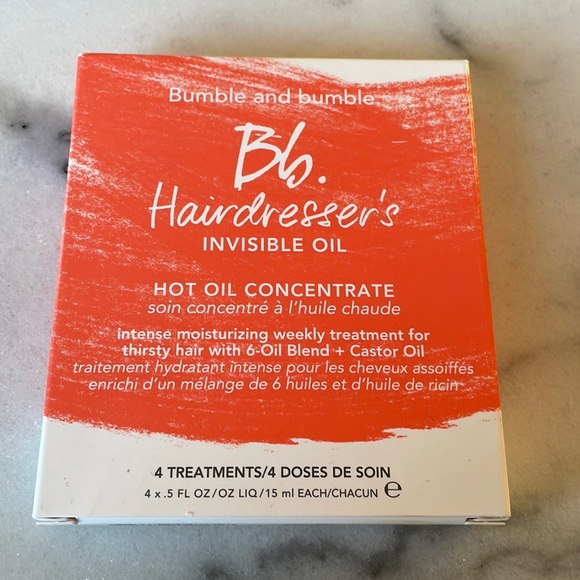 Bumble and bumble
Bb.
Hairdresser's
INVISIBLE OIL
HOT OIL CONCENTRATE
soin concentré à l'huile chaude
intense moisturizing weekly treatment for
thirsty hair with 6-Oil Blend + Castor Oil
traitement hydratant intense pour les cheveux assoiffés
enrichi d'un mélange de 6 huiles et d'huile de ricin
4 TREATMENTS/4 DOSES DE SOIN
4 x .5 FL OZ/OZ LIQ/15 ml EACH/CHACUN ℮